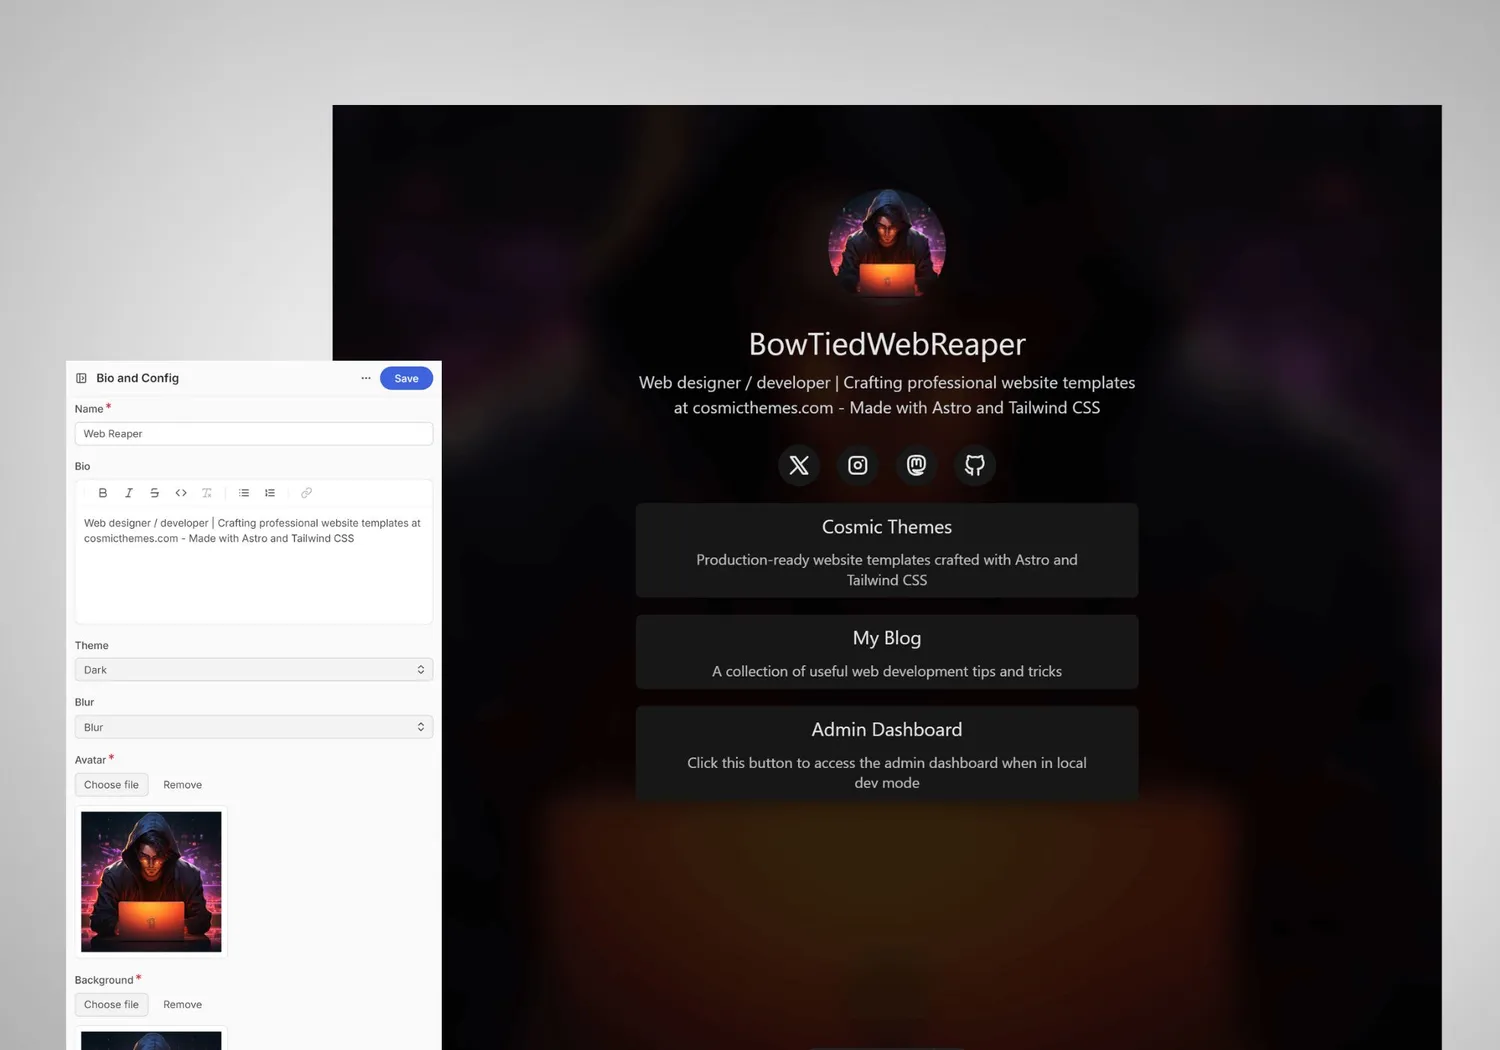 BowTiedWebReaper
Web designer / developer | Crafting professional website templates
at cosmicthemes.com - Made with Astro and Tailwind CSS
Cosmic Themes
Production-ready website templates crafted with Astro and
Tailwind CSS
My Blog
A collection of useful web development tips and tricks
Admin Dashboard
Click this button to access the admin dashboard when in local
dev mode
Bio and Config
Save
Name *
Web Reaper
Bio
Web designer / developer | Crafting professional website templates at
cosmicthemes.com - Made with Astro and Tailwind CSS
Theme
Dark
Blur
Blur
Avatar *
Choose file Remove
Background *
Choose file Remove